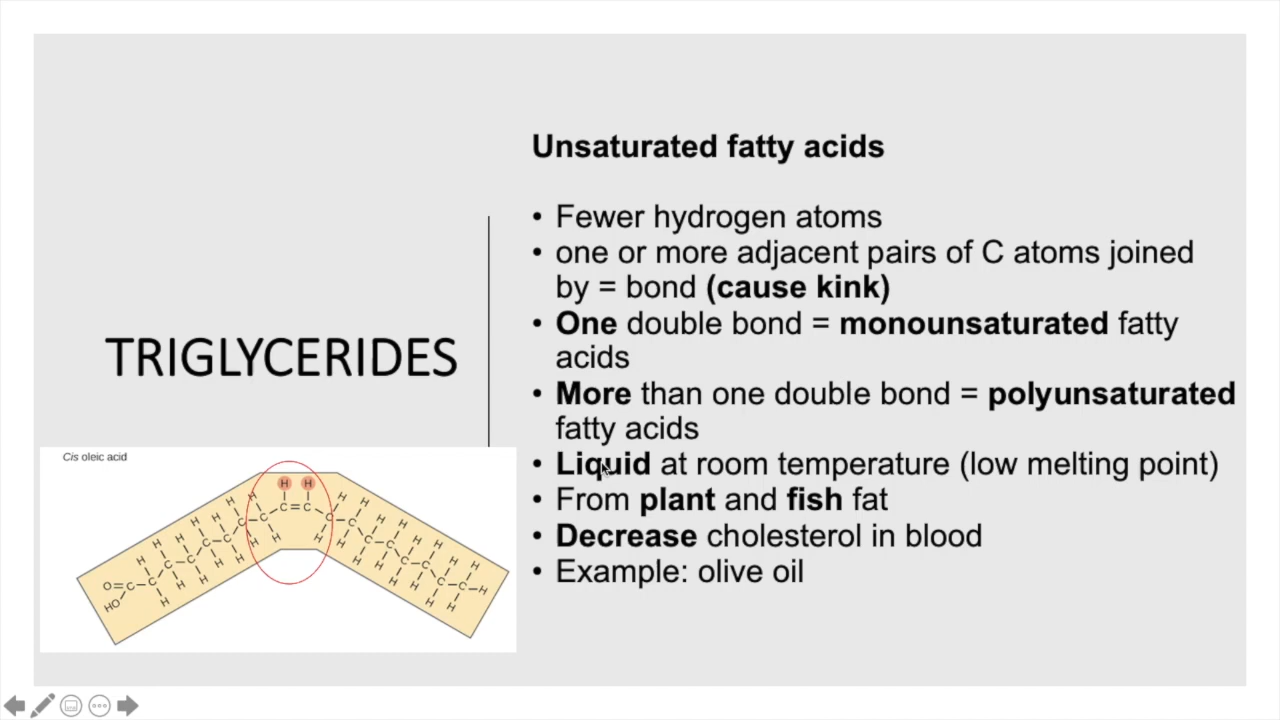 Unsaturated fatty acids
• Fewer hydrogen atoms
• one or more adjacent pairs of C atoms joined
by = bond (cause kink)
• One double bond = monounsaturated fatty
acids
• More than one double bond = polyunsaturated
fatty acids
• Liquid at room temperature (low melting point)
• From plant and fish fat
• Decrease cholesterol in blood
• Example: olive oil
TRIGLYCERIDES
Cis oleic acid
H H
C=C
O=C
HO